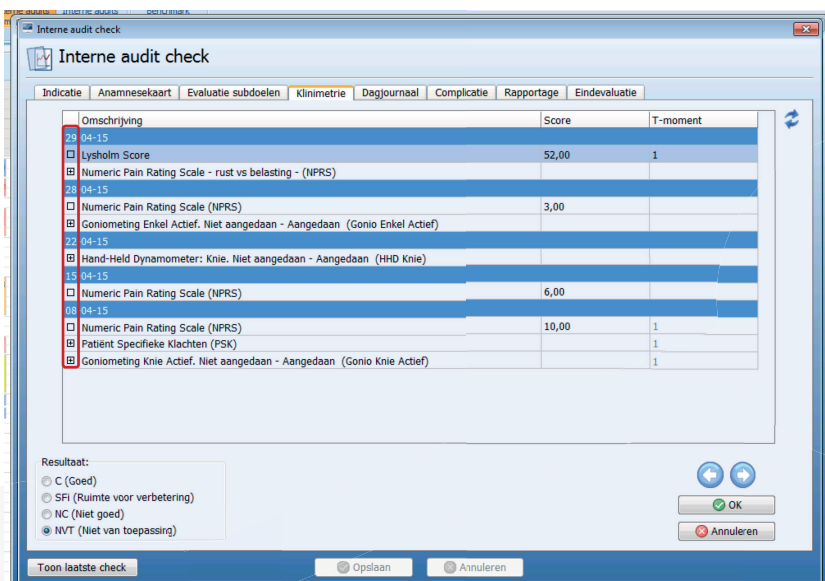 Interne audits Interne audits Benchmark
Interne audit check
Interne audit check
Indicatie Anamnesekaart Evaluatie subdoelen Klinimetrie Dagjournaal Complicatie Rapportage Eindevaluatie
Omschrijving Score T-moment
29-04-15
Lysholm Score 52,00 1
Numeric Pain Rating Scale - rust vs belasting - (NPRS)
28-04-15
Numeric Pain Rating Scale (NPRS) 3,00
Goniometing Enkel Actief. Niet aangedaan - Aangedaan (Gonio Enkel Actief)
22-04-15
Hand-Held Dynamometer: Knie. Niet aangedaan - Aangedaan (HHD Knie)
15-04-15
Numeric Pain Rating Scale (NPRS) 6,00
08-04-15
Numeric Pain Rating Scale (NPRS) 10,00 1
Patiënt Specifieke Klachten (PSK) 1
Goniometing Knie Actief. Niet aangedaan - Aangedaan (Gonio Knie Actief) 1
Resultaat:
C (Goed)
SFi (Ruimte voor verbetering)
NC (Niet goed)
NVT (Niet van toepassing)
OK
Annuleren
Toon laatste check Opslaan Annuleren